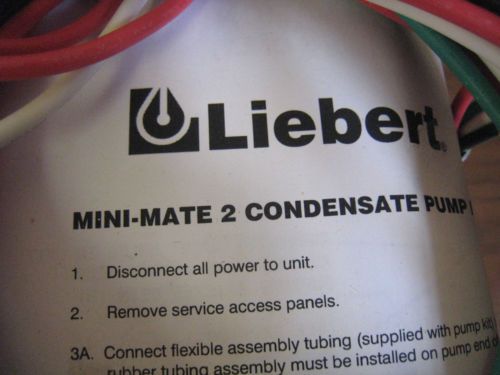 Liebert®
MINI-MATE 2 CONDENSATE PUMP
1. Disconnect all power to unit.
2. Remove service access panels.
3A. Connect flexible assembly tubing (supplied with pump kit)
rubber tubing assembly must be installed on pump end